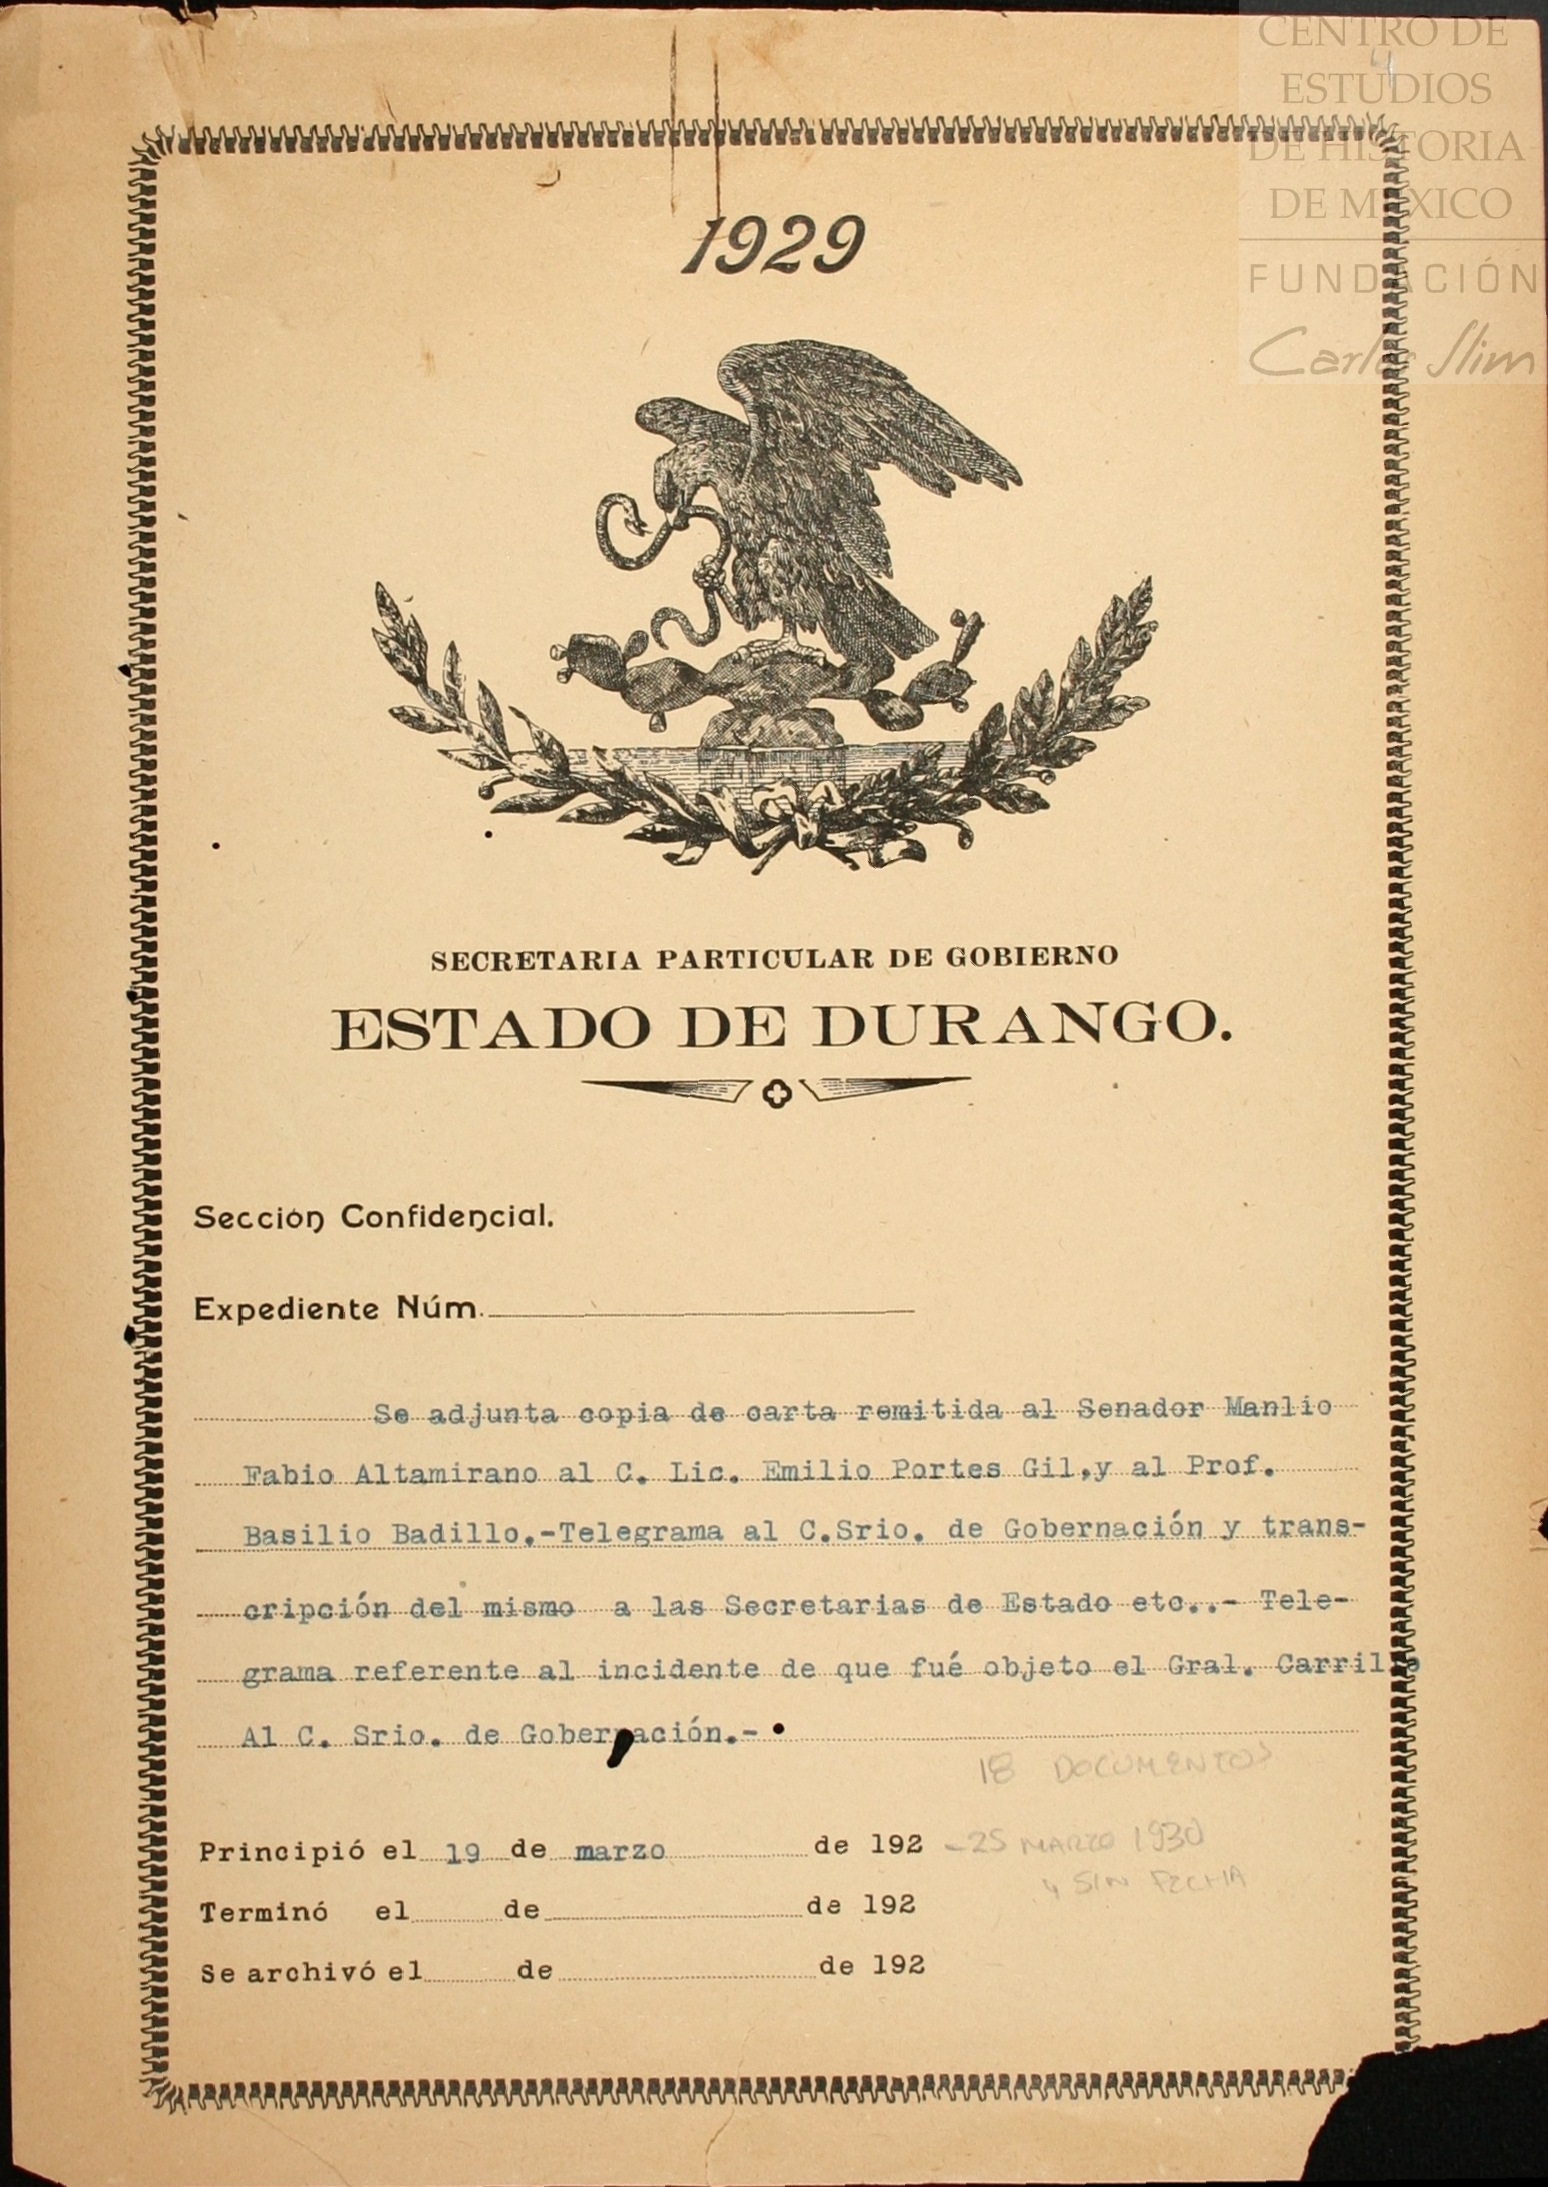 CENTRO DE
ESTUDIOS
DE HISTORIA
DE MÉXICO
FUNDACIÓN
Carlos Slim
4
1929
SECRETARIA PARTICULAR DE GOBIERNO
ESTADO DE DURANGO.
Sección Confidencial.
Expediente Núm.
Se adjunta copia de carta remitida al Senador Manlio
Fabio Altamirano al C. Lic. Emilio Portes Gil,y al Prof.
Basilio Badillo.-Telegrama al C.Srio. de Gobernación y trans-
cripción del mismo a las Secretarias de Estado etc..- Tele-
grama referente al incidente de que fué objeto el Gral. Carrillo
Al C. Srio. de Gobernación.-
18 DOCUMENTOS
Principió el 19 de marzo de 192 -25 MARZO 1930
4 SIN FECHA
Terminó el de de 192
Se archivó el de de 192